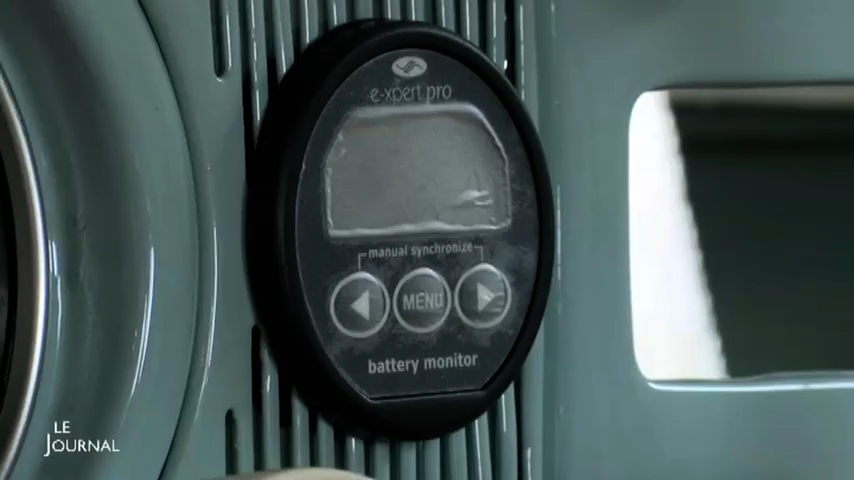 e-xpert pro
manual synchronize
MENU
battery monitor
LE
JOURNAL